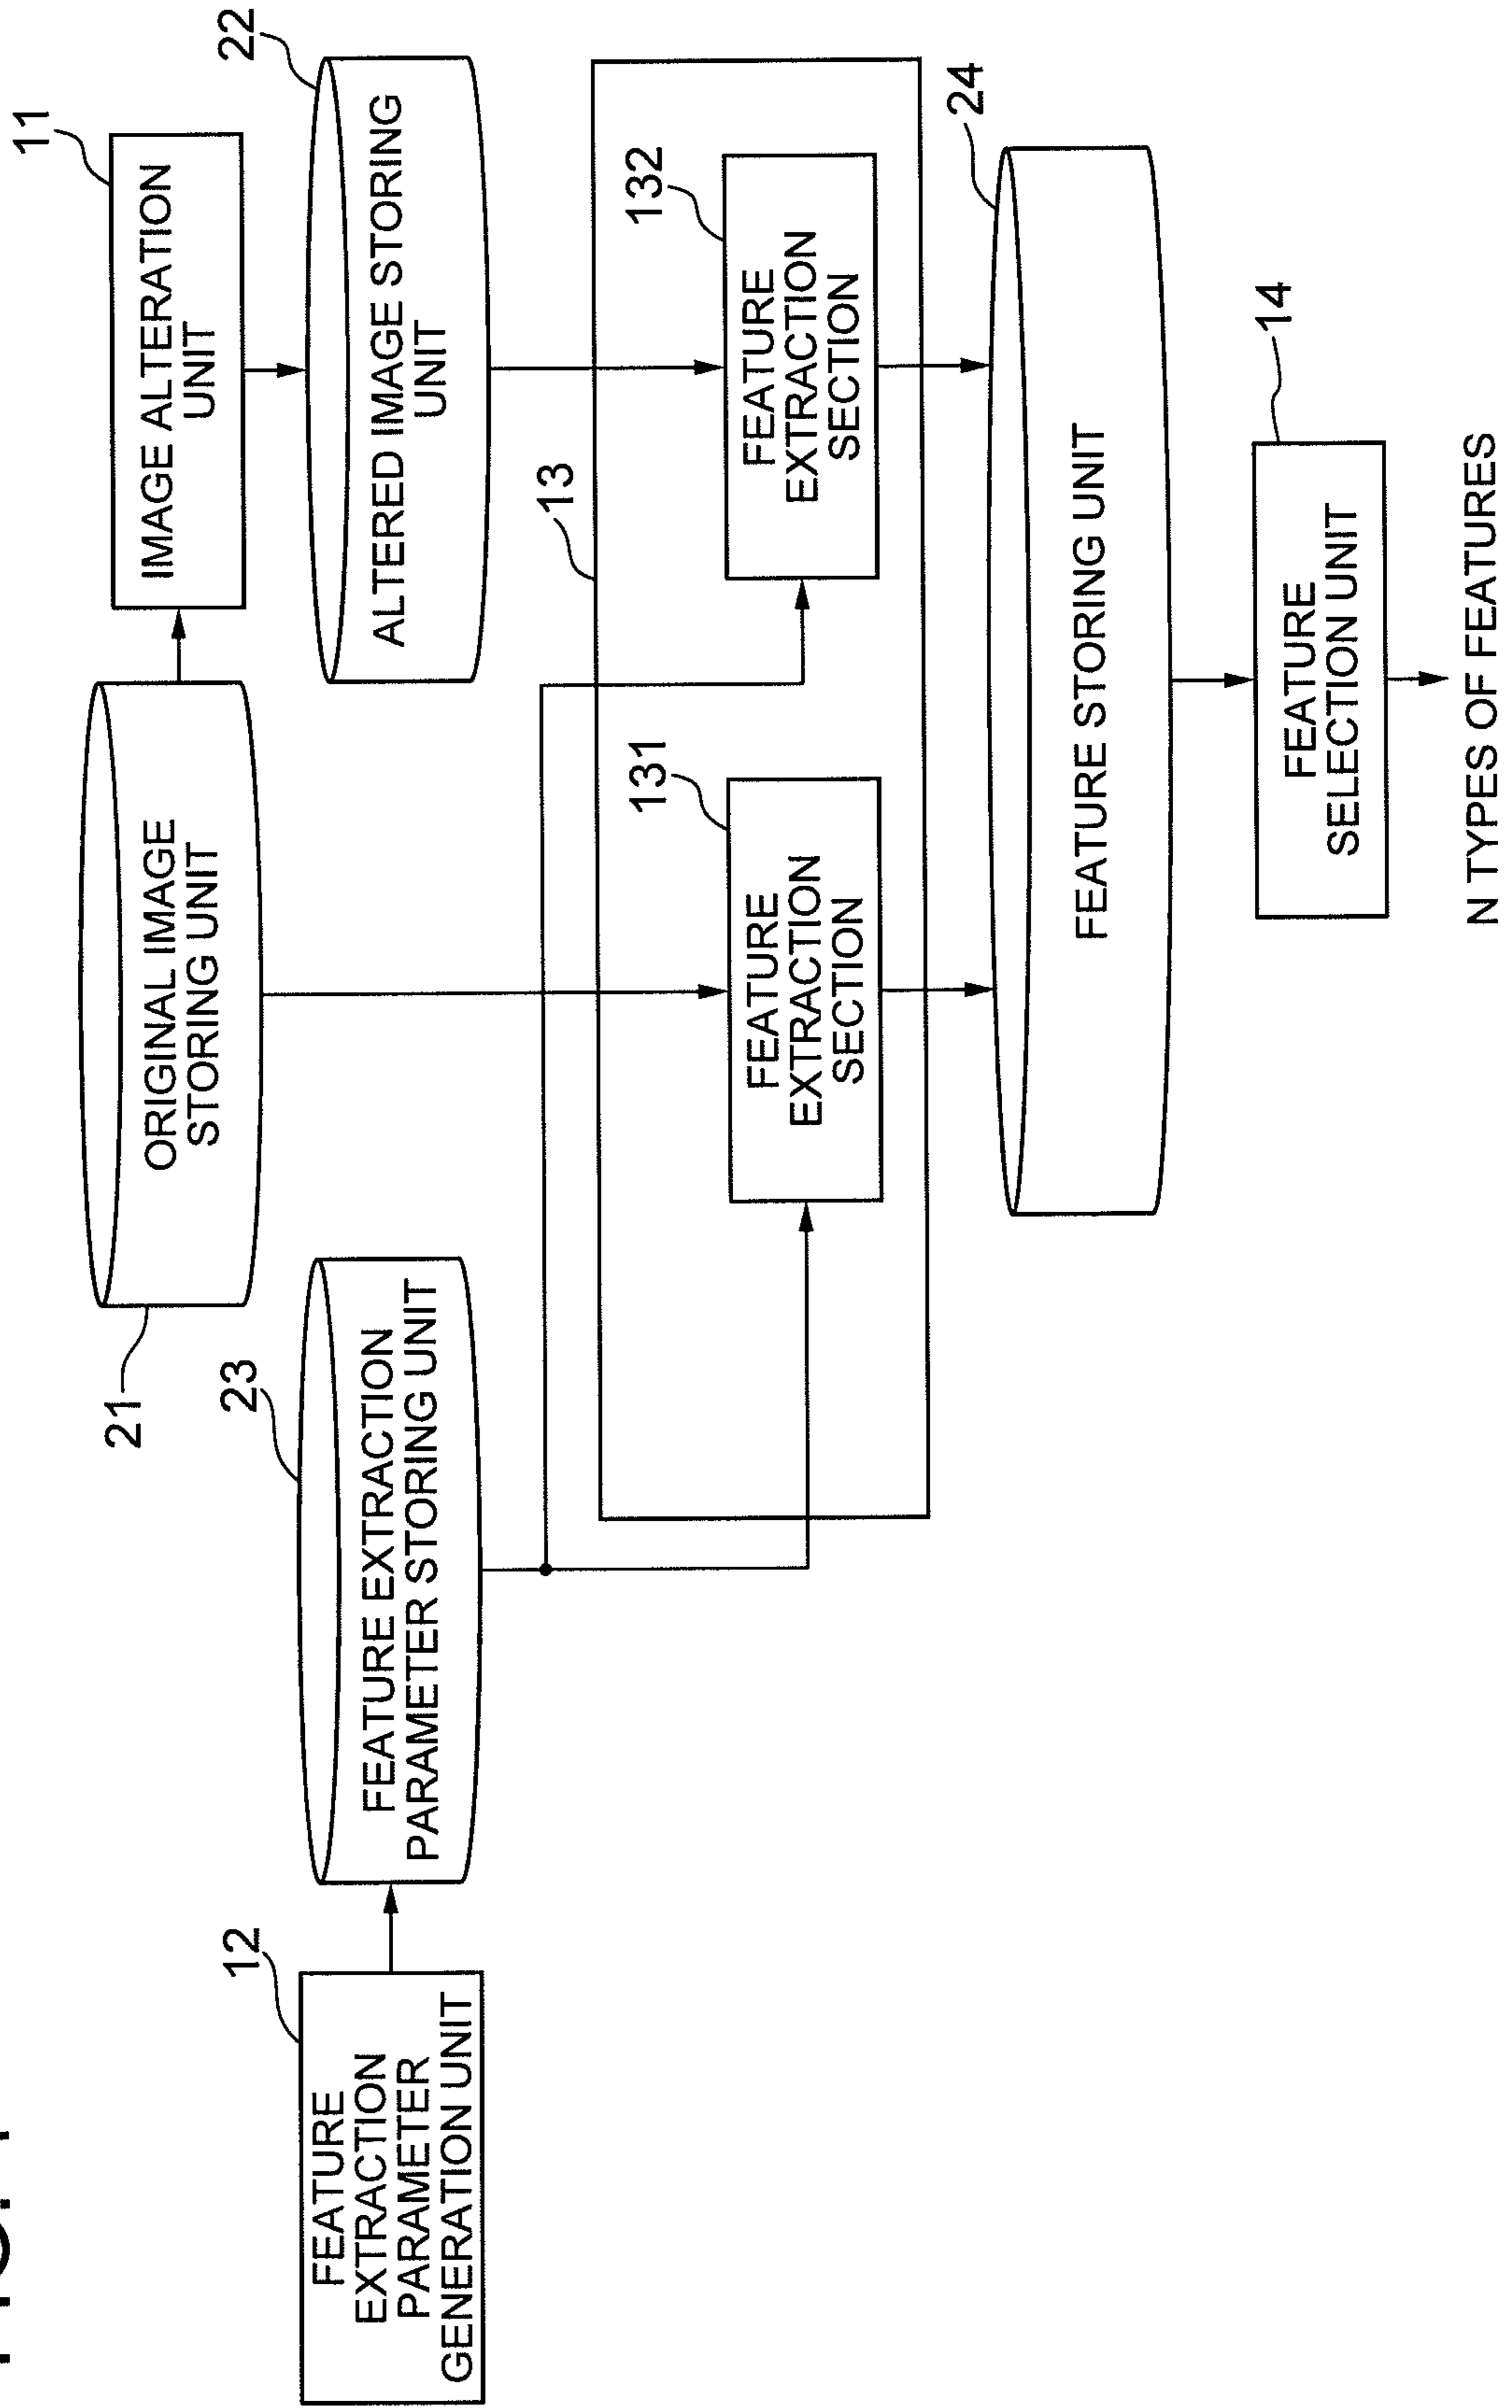 11
IMAGE ALTERATION
UNIT
22
ALTERED IMAGE STORING
UNIT
21
ORIGINAL IMAGE
STORING UNIT
12
FEATURE
EXTRACTION
PARAMETER
GENERATION UNIT
23
FEATURE EXTRACTION
PARAMETER STORING UNIT
13
131
FEATURE
EXTRACTION
SECTION
132
FEATURE
EXTRACTION
SECTION
24
FEATURE STORING UNIT
14
FEATURE
SELECTION UNIT
N TYPES OF FEATURES